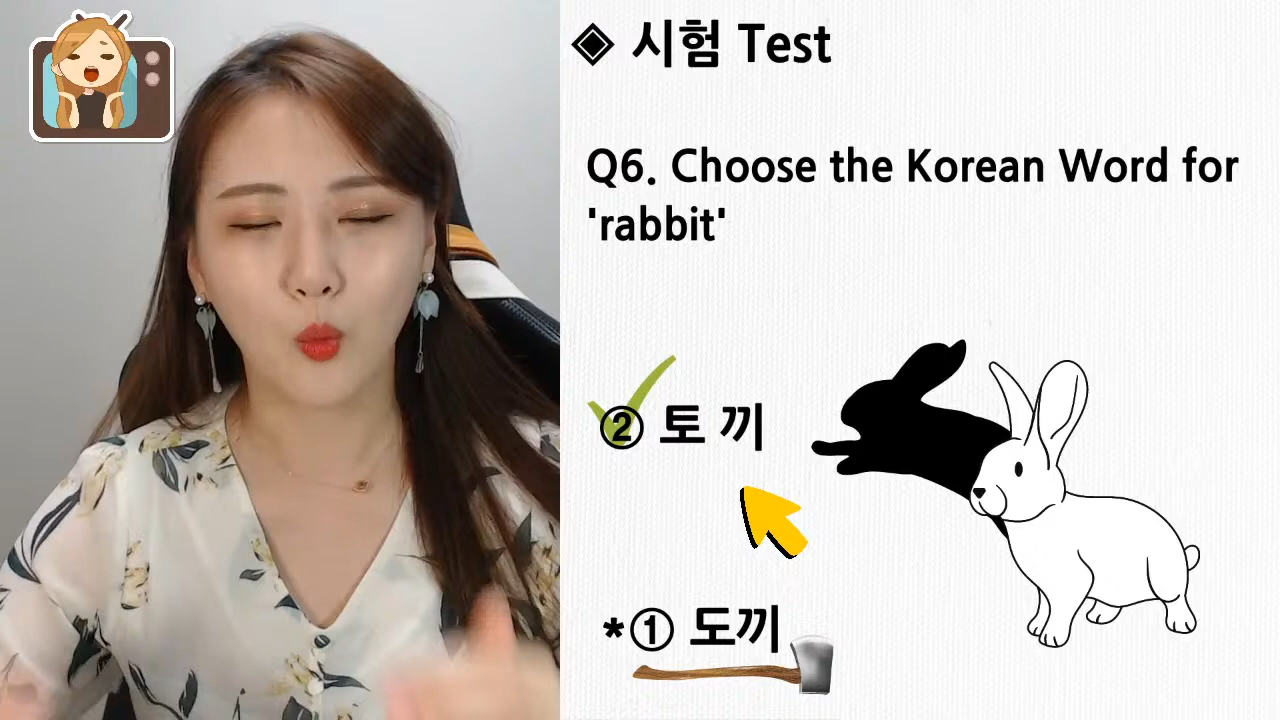 ◈ 시험 Test
Q6. Choose the Korean Word for
'rabbit'
② 토 끼
*① 도끼